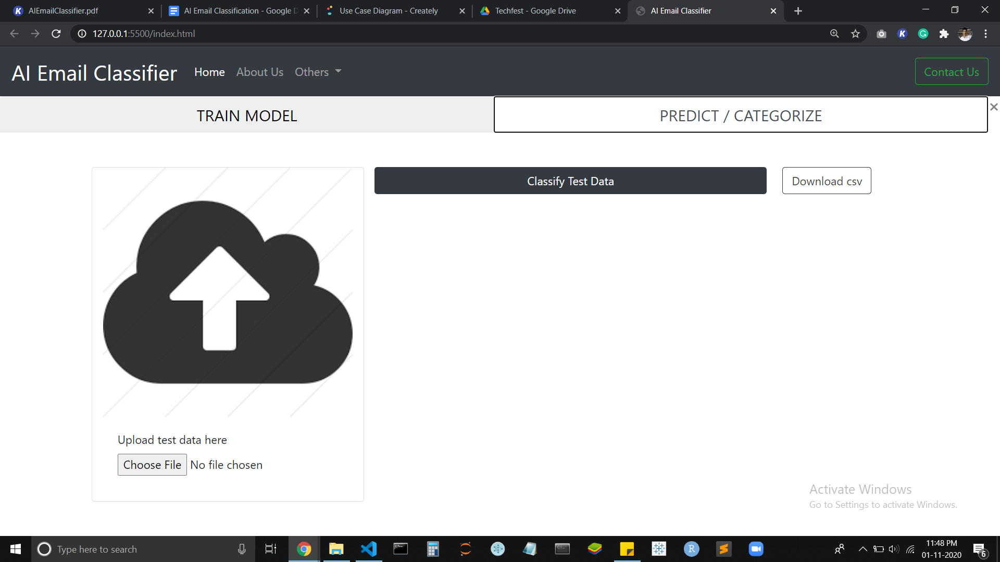 AIEmailClassifier.pdf
AI Email Classification - Google D
Use Case Diagram - Creately
Techfest - Google Drive
AI Email Classifier
127.0.0.1:5500/index.html
AI Email Classifier
Home
About Us
Others
Contact Us
TRAIN MODEL
PREDICT / CATEGORIZE
Classify Test Data
Download csv
Upload test data here
Choose File No file chosen
Activate Windows
Go to Settings to activate Windows.
Type here to search
11:48 PM
01-11-2020
6